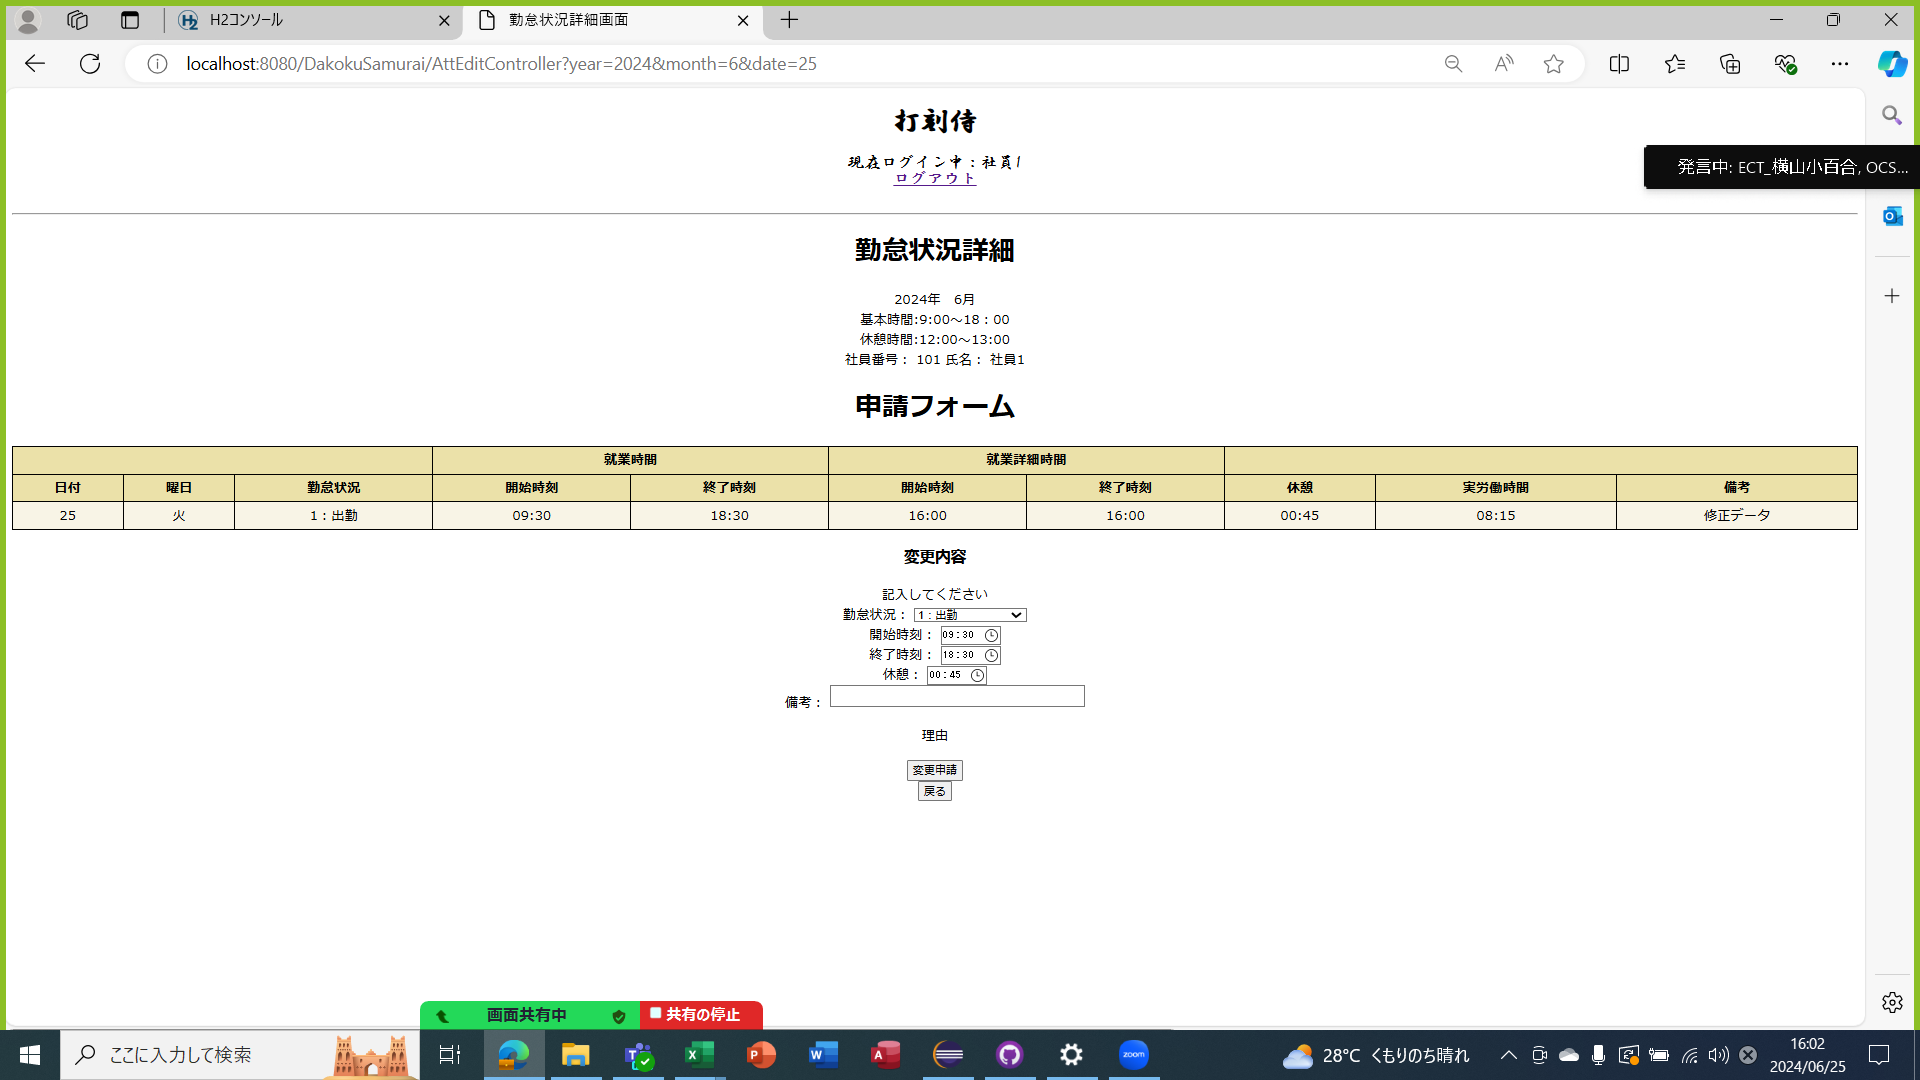 H2コンソール
勤怠状況詳細画面
localhost:8080/DakokuSamurai/AttEditController?year=2024&month=6&date=25
打刻侍
現在ログイン中：社員1
ログアウト
発言中: ECT_横山小百合, OCS...
勤怠状況詳細
2024年　6月
基本時間:9:00～18：00
休憩時間:12:00～13:00
社員番号： 101 氏名： 社員1
申請フォーム
就業時間 就業詳細時間
日付 曜日 勤怠状況 開始時刻 終了時刻 開始時刻 終了時刻 休憩 実労働時間 備考
25 火 1：出勤 09:30 18:30 16:00 16:00 00:45 08:15 修正データ
変更内容
記入してください
勤怠状況： 1：出勤
開始時刻： 09:30
終了時刻： 18:30
休憩： 00:45
備考：
理由
変更申請
戻る
画面共有中 共有の停止
ここに入力して検索
zoom
28°C くもりのち晴れ
16:02
2024/06/25